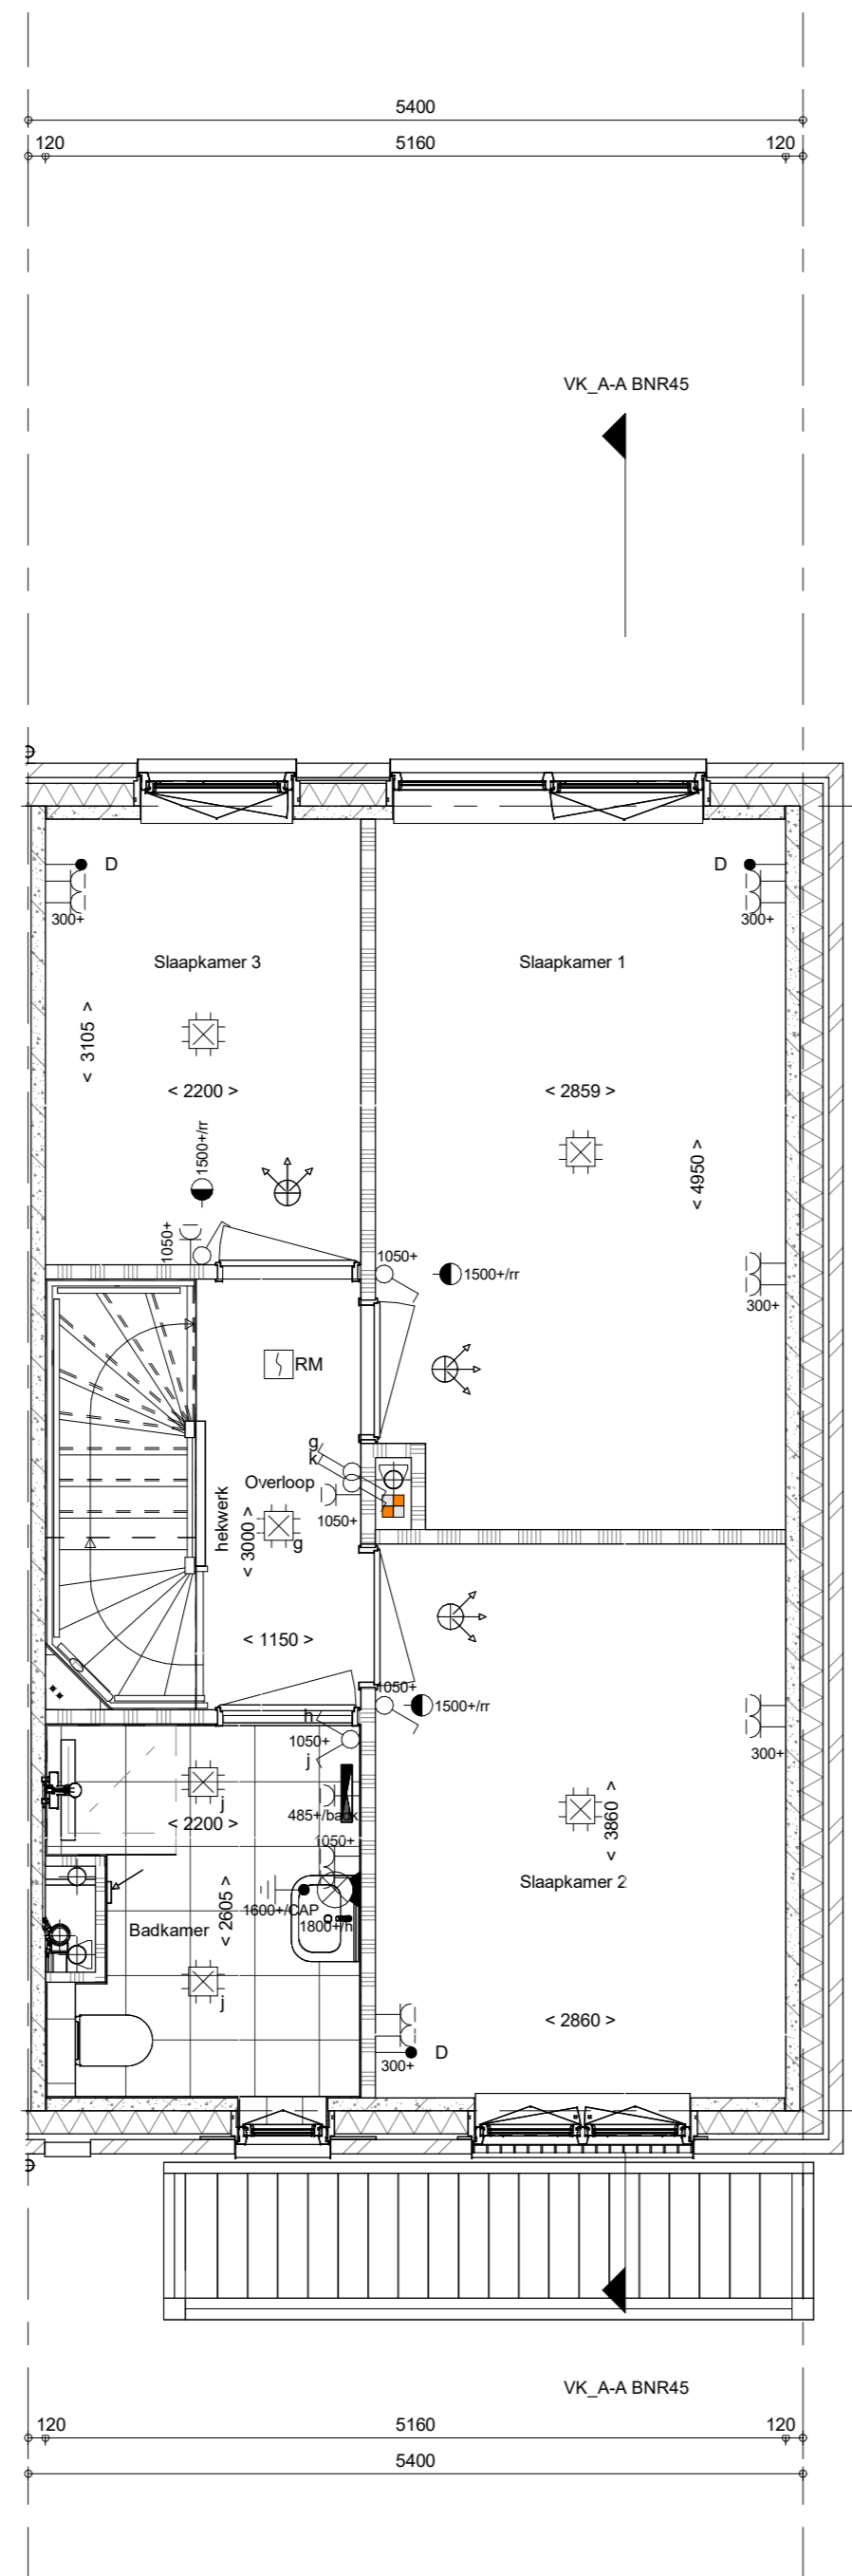 5400
120 5160 120
VK_A-A BNR45
D D
300+ 300+
Slaapkamer 3 Slaapkamer 1
< 3105 >
< 2200 > < 2859 >
1500+/rr
< 4950 >
1050+
1050+
1500+/rr
300+
RM
g
k
Overloop
1050+
hekwerk
< 3000 >
g
< 1150 >
1050+
1500+/rr
h
1050+
j
300+
j
485+/back
< 2200 >
1050+
< 3860 >
Slaapkamer 2
1600+/CAP
1800+/h
Badkamer
< 2605 >
j
< 2860 >
D
300+
VK_A-A BNR45
120 5160 120
5400